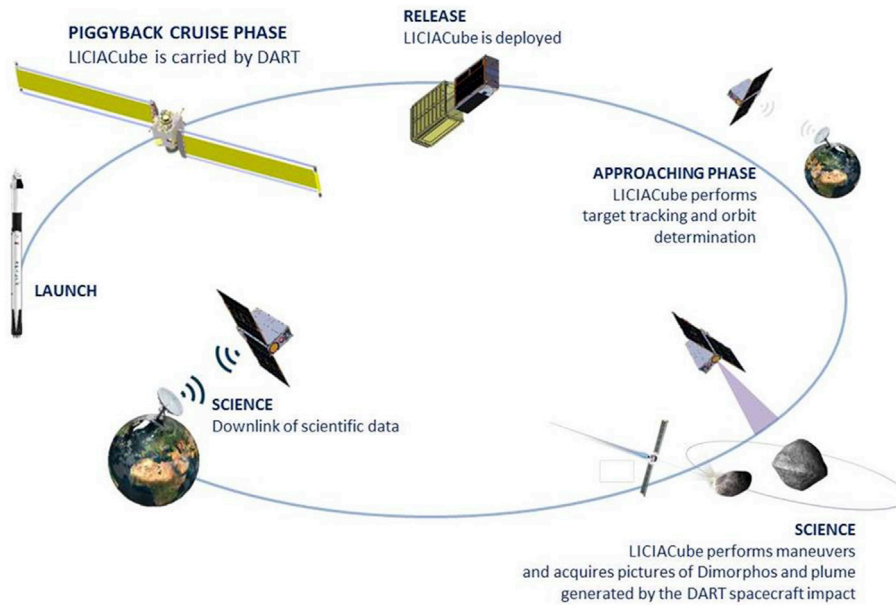 PIGGYBACK CRUISE PHASE
LICIACube is carried by DART
RELEASE
LICIACube is deployed
APPROACHING PHASE
LICIACube performs
target tracking and orbit
determination
LAUNCH
SCIENCE
Downlink of scientific data
SCIENCE
LICIACube performs maneuvers
and acquires pictures of Dimorphos and plume
generated by the DART spacecraft impact